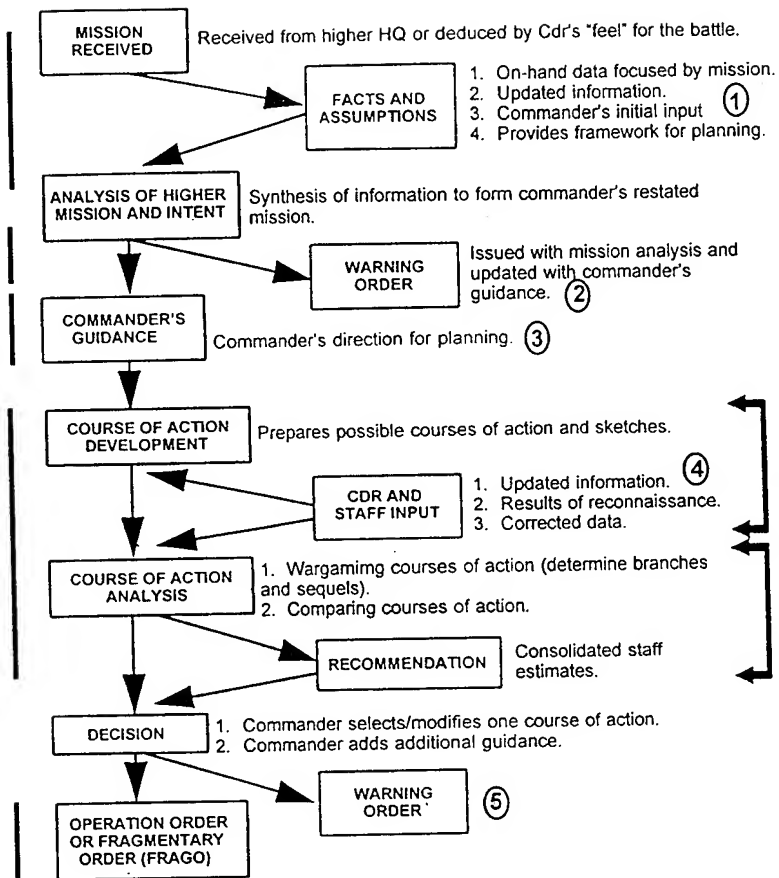 MISSION
RECEIVED
Received from higher HQ or deduced by Cdr's "feel" for the battle.
FACTS AND
ASSUMPTIONS
1. On-hand data focused by mission.
2. Updated information.
3. Commander's initial input
4. Provides framework for planning.
1
ANALYSIS OF HIGHER
MISSION AND INTENT
Synthesis of information to form commander's restated
mission.
WARNING
ORDER
Issued with mission analysis and
updated with commander's
guidance.
2
COMMANDER'S
GUIDANCE
Commander's direction for planning.
3
COURSE OF ACTION
DEVELOPMENT
Prepares possible courses of action and sketches.
CDR AND
STAFF INPUT
1. Updated information.
2. Results of reconnaissance.
3. Corrected data.
4
COURSE OF ACTION
ANALYSIS
1. Wargamimg courses of action (determine branches
and sequels).
2. Comparing courses of action.
RECOMMENDATION
Consolidated staff
estimates.
DECISION
1. Commander selects/modifies one course of action.
2. Commander adds additional guidance.
WARNING
ORDER
5
OPERATION ORDER
OR FRAGMENTARY
ORDER (FRAGO)